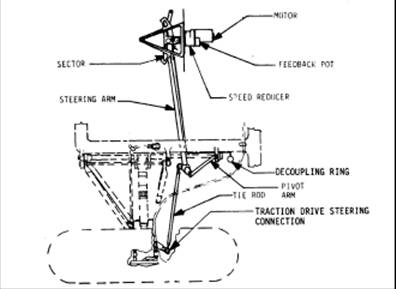 MOTOR
SECTOR
FEEDBACK POT
STEERING ARM
SPEED REDUCER
DECOUPLING RING
PIVOT
ARM
TIE ROD
TRACTION DRIVE STEERING
CONNECTION